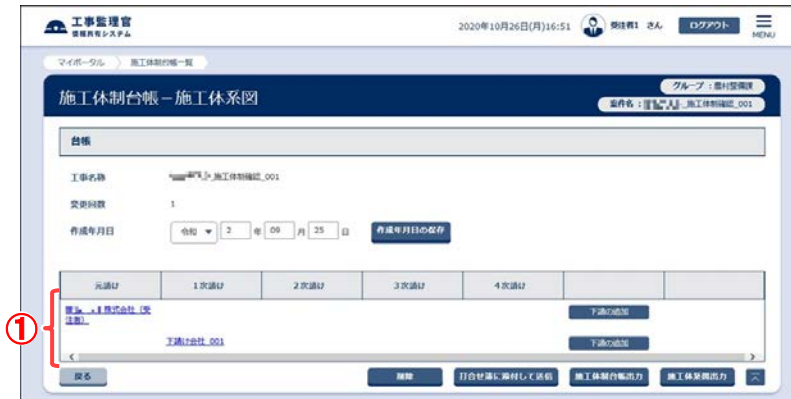 工事監理官
情報共有システム
2020年10月26日(月)16:51 受注者1 さん ログアウト MENU
マイポータル 施工体制台帳一覧
グループ：農村整備課
施工体制台帳－施工体系図
案件名： 施工体制確認_001
台帳
工事名称 施工体制確認_001
変更回数 1
作成年月日 令和 2 年 09 月 25 日 作成年月日の保存
元請け 1次請け 2次請け 3次請け 4次請け
株式会社（受 下請の追加
注者）
① 下請け会社_001 下請の追加
戻る 削除 打合せ簿に添付して送信 施工体制台帳出力 施工体系図出力